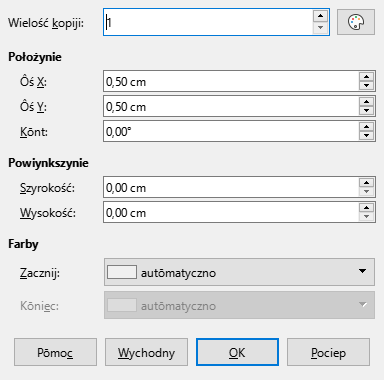 Wielość kopiji: 1
Położynie
Ôś X: 0,50 cm
Ôś Y: 0,50 cm
Kōnt: 0,00°
Powiynkszynie
Szyrokość: 0,00 cm
Wysokość: 0,00 cm
Farby
Zacznij: autōmatyczno
Kōniec: autōmatyczno
Pōmoc Wychodny OK Pociep